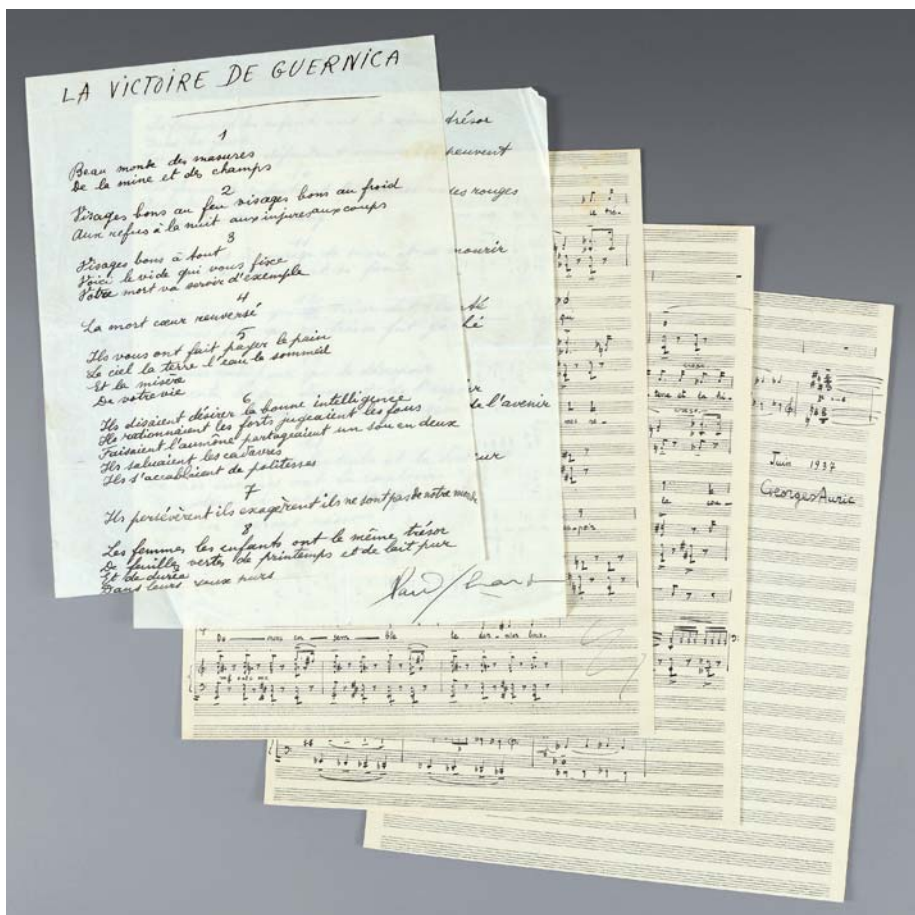 LA VICTOIRE DE GUERNICA
1
Beau monde des masures
De la mine et des champs
2
Visages bons au feu visages bons au froid
Aux refus à la nuit aux injures aux coups
3
Visages bons à tout
Voici le vide qui vous fixe
Votre mort va servir d'exemple
4
La mort cœur renversé
5
Ils vous ont fait payer le pain
Le ciel la terre l'eau le sommeil
Et la misère
De votre vie
6
Ils disaient désirer la bonne intelligence
Ils rationnaient les forts jugeaient les fous
Faisaient l'aumône partageaient un sou en deux
Ils saluaient les cadavres
Ils s'accablaient de politesses
7
Ils persévèrent ils exagèrent ils ne sont pas de notre monde
8
Les femmes les enfants ont le même trésor
De feuilles vertes de printemps et de lait pur
Et de durée
Dans leurs yeux purs
trésor
peuvent
des rouges
mourir
de l'avenir
qui
Juin 1937
Georges Auric